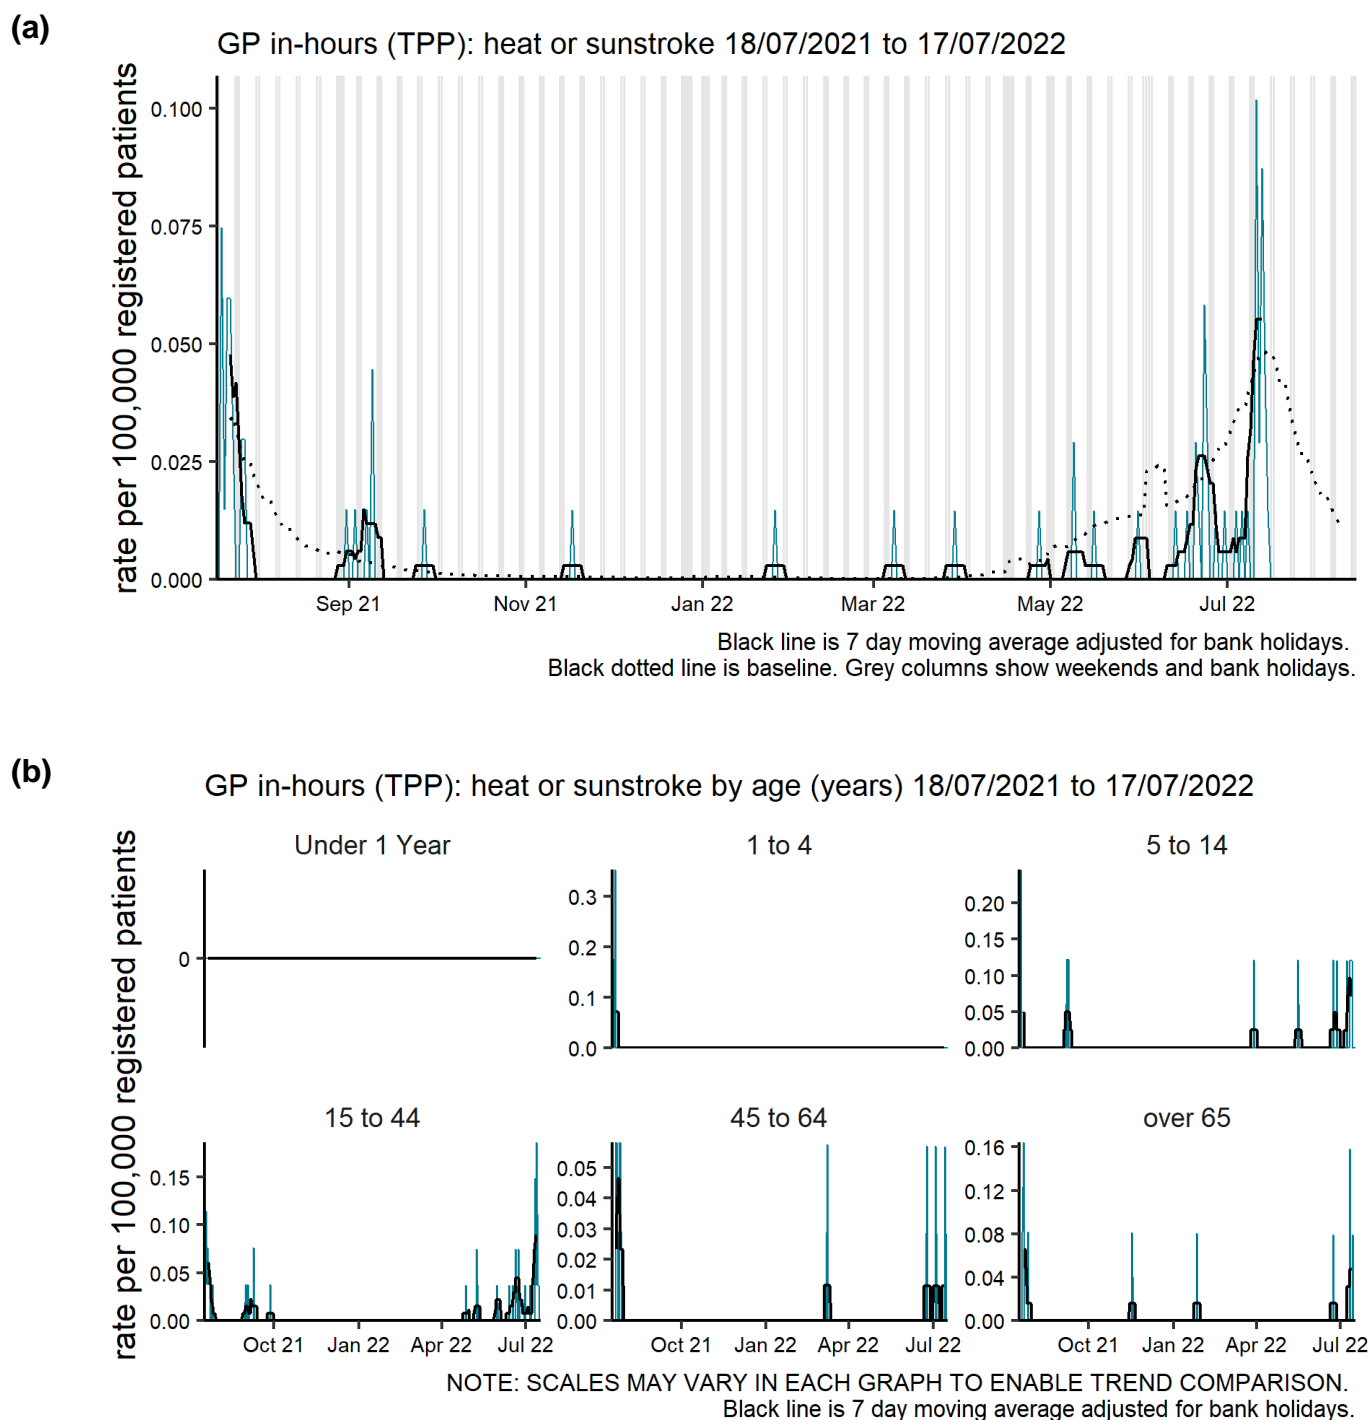 (a)
GP in-hours (TPP): heat or sunstroke 18/07/2021 to 17/07/2022
rate per 100,000 registered patients
0.100
0.075
0.050
0.025
0.000
Sep 21 Nov 21 Jan 22 Mar 22 May 22 Jul 22
Black line is 7 day moving average adjusted for bank holidays.
Black dotted line is baseline. Grey columns show weekends and bank holidays.
(b)
GP in-hours (TPP): heat or sunstroke by age (years) 18/07/2021 to 17/07/2022
rate per 100,000 registered patients
Under 1 Year
0
1 to 4
0.3
0.2
0.1
0.0
5 to 14
0.20
0.15
0.10
0.05
0.00
15 to 44
0.15
0.10
0.05
0.00
Oct 21 Jan 22 Apr 22 Jul 22
45 to 64
0.05
0.04
0.03
0.02
0.01
0.00
Oct 21 Jan 22 Apr 22 Jul 22
over 65
0.16
0.12
0.08
0.04
0.00
Oct 21 Jan 22 Apr 22 Jul 22
NOTE: SCALES MAY VARY IN EACH GRAPH TO ENABLE TREND COMPARISON.
Black line is 7 day moving average adjusted for bank holidays.